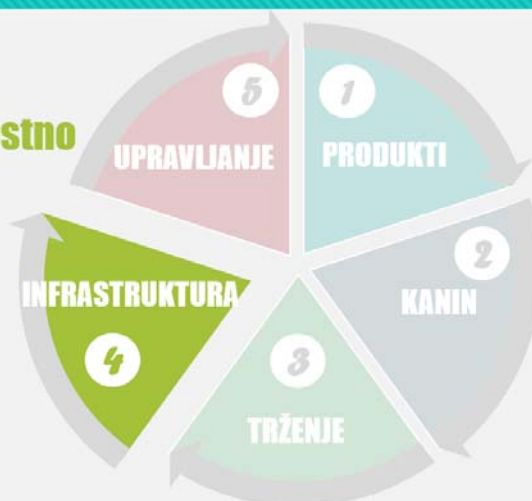 stno
5
UPRAVLJANJE
1
PRODUKTI
2
KANIN
3
TRŽENJE
4
INFRASTRUKTURA